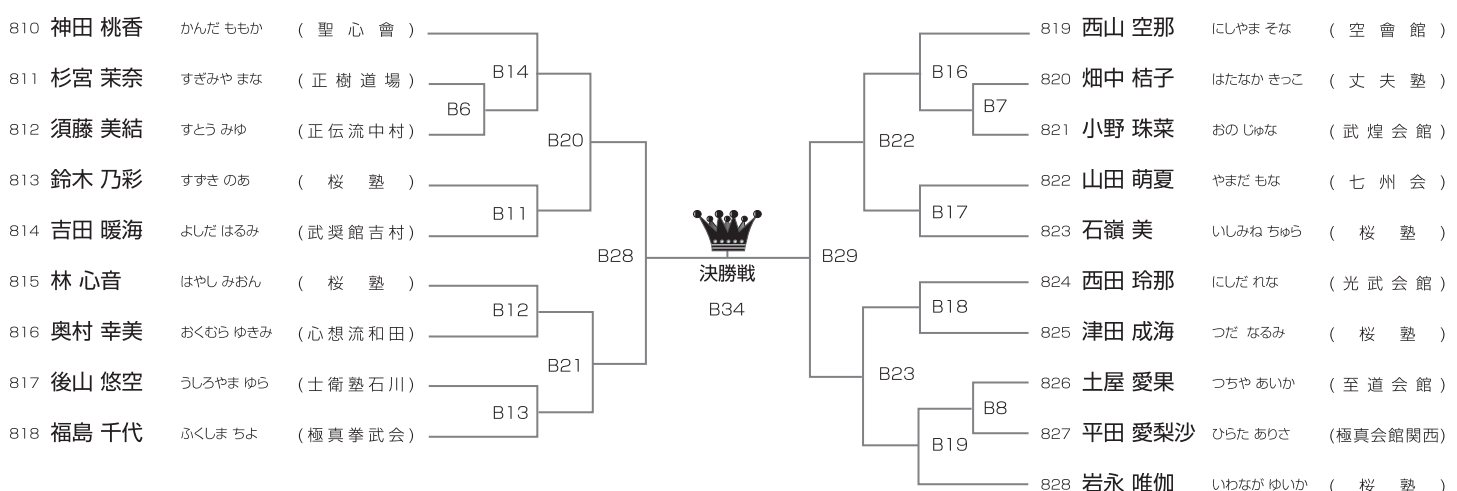 810 神田 桃香 かんだ ももか (聖心會)
811 杉宮 茉奈 すぎみや まな (正樹道場)
812 須藤 美結 すとう みゆ (正伝流中村)
813 鈴木 乃彩 すずき のあ (桜塾)
814 吉田 暖海 よしだ はるみ (武奨館吉村)
815 林 心音 はやし みおん (桜塾)
816 奥村 幸美 おくむら ゆきみ (心想流和田)
817 後山 悠空 うしろやま ゆら (士衛塾石川)
818 福島 千代 ふくしま ちよ (極真拳武会)
B14
B6
B20
B11
B28
B12
B21
B13
決勝戦
B34
B16
B7
B22
B17
B29
B18
B23
B8
B19
819 西山 空那 にしやま そな (空會館)
820 畑中 桔子 はたなか きっこ (丈夫塾)
821 小野 珠菜 おの じゅな (武煌会館)
822 山田 萌夏 やまだ もな (七州会)
823 石嶺 美 いしみね ちゅら (桜塾)
824 西田 玲那 にしだ れな (光武会館)
825 津田 成海 つだ なるみ (桜塾)
826 土屋 愛果 つちや あいか (至道会館)
827 平田 愛梨沙 ひらた ありさ (極真会館関西)
828 岩永 唯伽 いわなが ゆいか (桜塾)